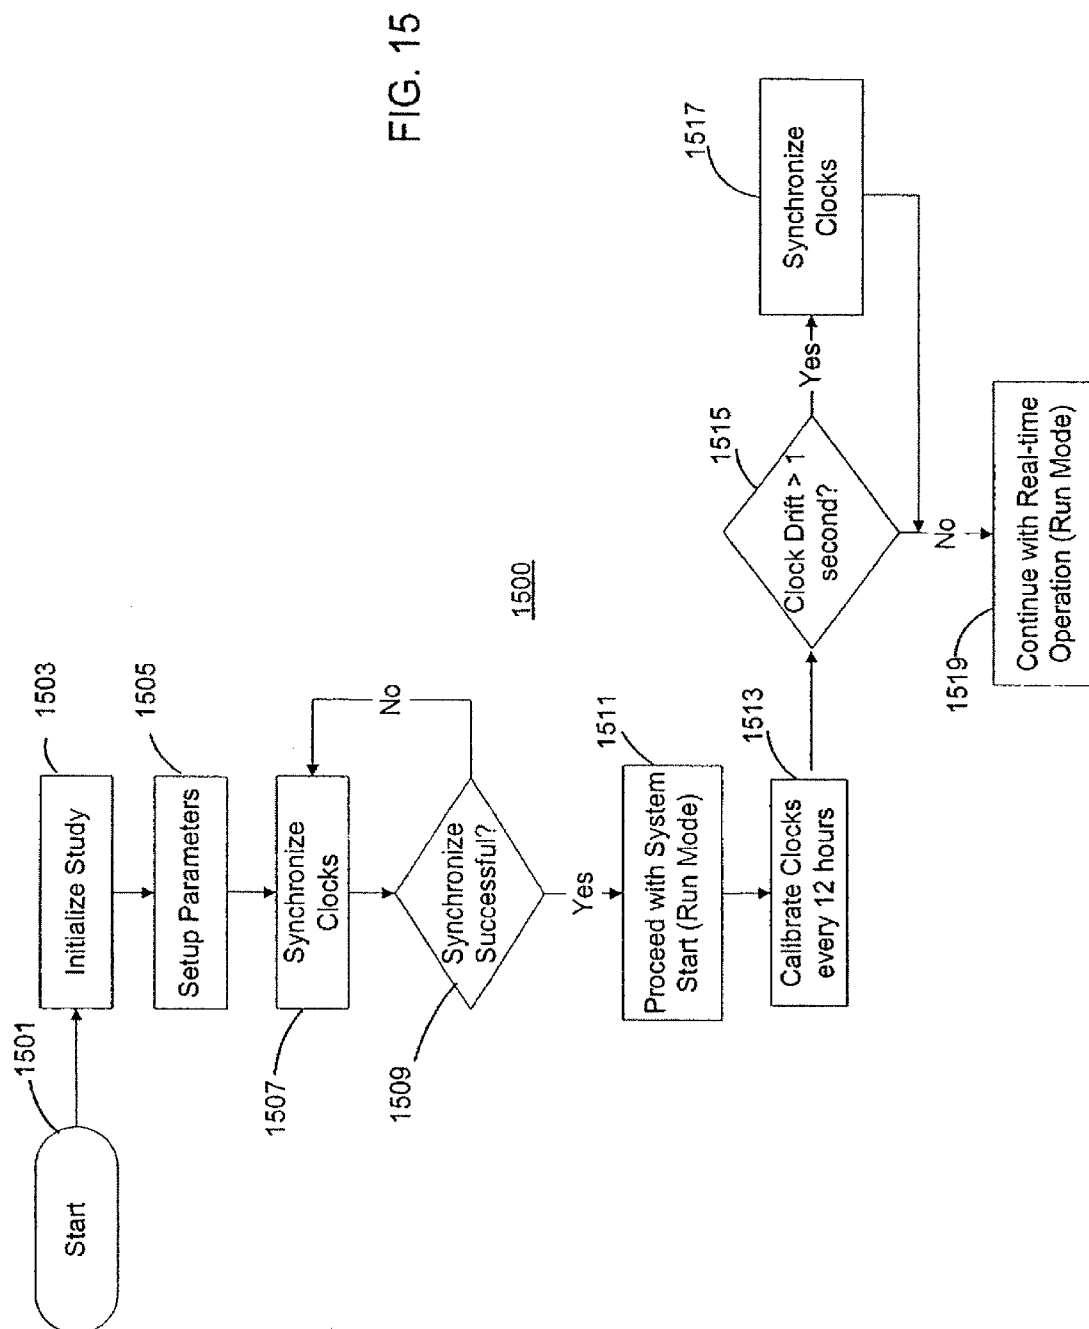 FIG. 15
1500
1501
Start
1503
Initialize Study
1505
Setup Parameters
1507
Synchronize
Clocks
No
1509
Synchronize
Successful?
Yes
1511
Proceed with System
Start (Run Mode)
1513
Calibrate Clocks
every 12 hours
1515
Clock Drift > 1
second?
Yes
1517
Synchronize
Clocks
No
1519
Continue with Real-time
Operation (Run Mode)